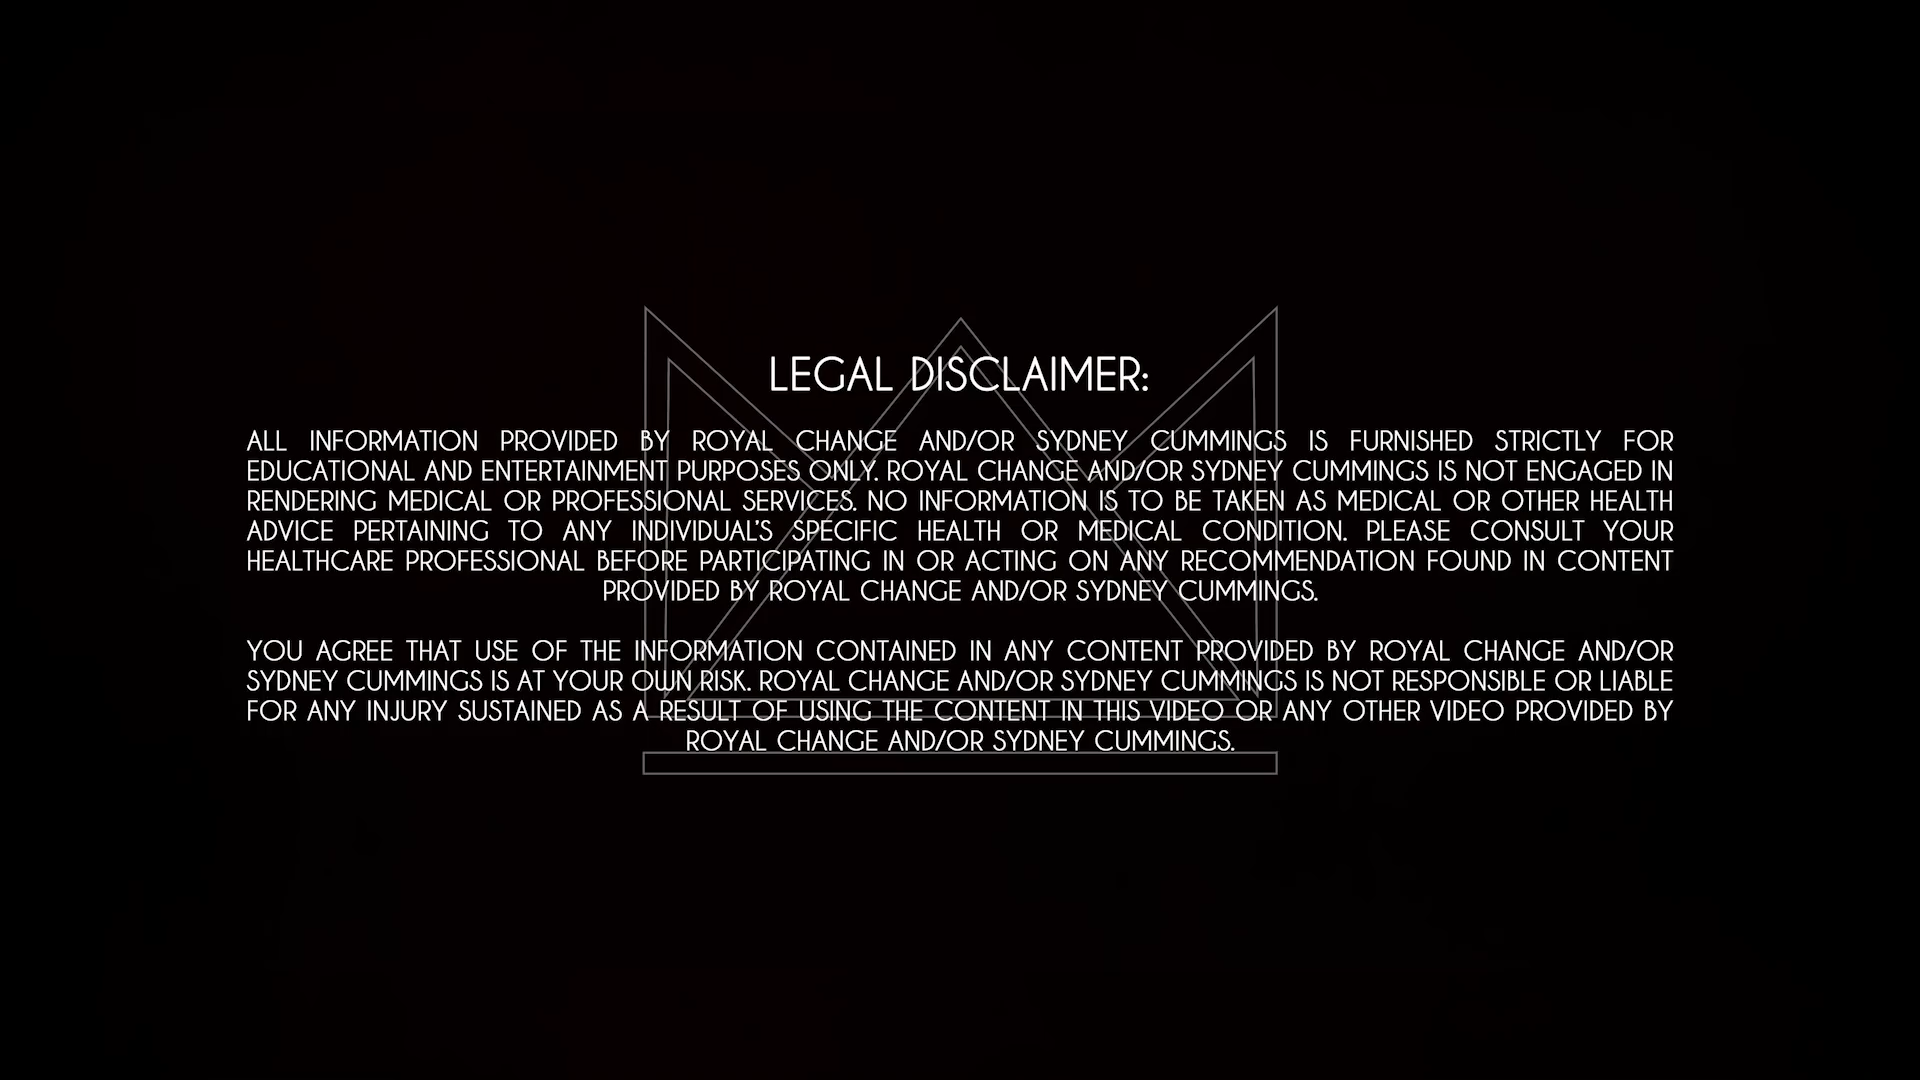 LEGAL DISCLAIMER:
ALL INFORMATION PROVIDED BY ROYAL CHANGE AND/OR SYDNEY CUMMINGS IS FURNISHED STRICTLY FOR
EDUCATIONAL AND ENTERTAINMENT PURPOSES ONLY. ROYAL CHANGE AND/OR SYDNEY CUMMINGS IS NOT ENGAGED IN
RENDERING MEDICAL OR PROFESSIONAL SERVICES. NO INFORMATION IS TO BE TAKEN AS MEDICAL OR OTHER HEALTH
ADVICE PERTAINING TO ANY INDIVIDUAL'S SPECIFIC HEALTH OR MEDICAL CONDITION. PLEASE CONSULT YOUR
HEALTHCARE PROFESSIONAL BEFORE PARTICIPATING IN OR ACTING ON ANY RECOMMENDATION FOUND IN CONTENT
PROVIDED BY ROYAL CHANGE AND/OR SYDNEY CUMMINGS.
YOU AGREE THAT USE OF THE INFORMATION CONTAINED IN ANY CONTENT PROVIDED BY ROYAL CHANGE AND/OR
SYDNEY CUMMINGS IS AT YOUR OWN RISK. ROYAL CHANGE AND/OR SYDNEY CUMMINGS IS NOT RESPONSIBLE OR LIABLE
FOR ANY INJURY SUSTAINED AS A RESULT OF USING THE CONTENT IN THIS VIDEO OR ANY OTHER VIDEO PROVIDED BY
ROYAL CHANGE AND/OR SYDNEY CUMMINGS.